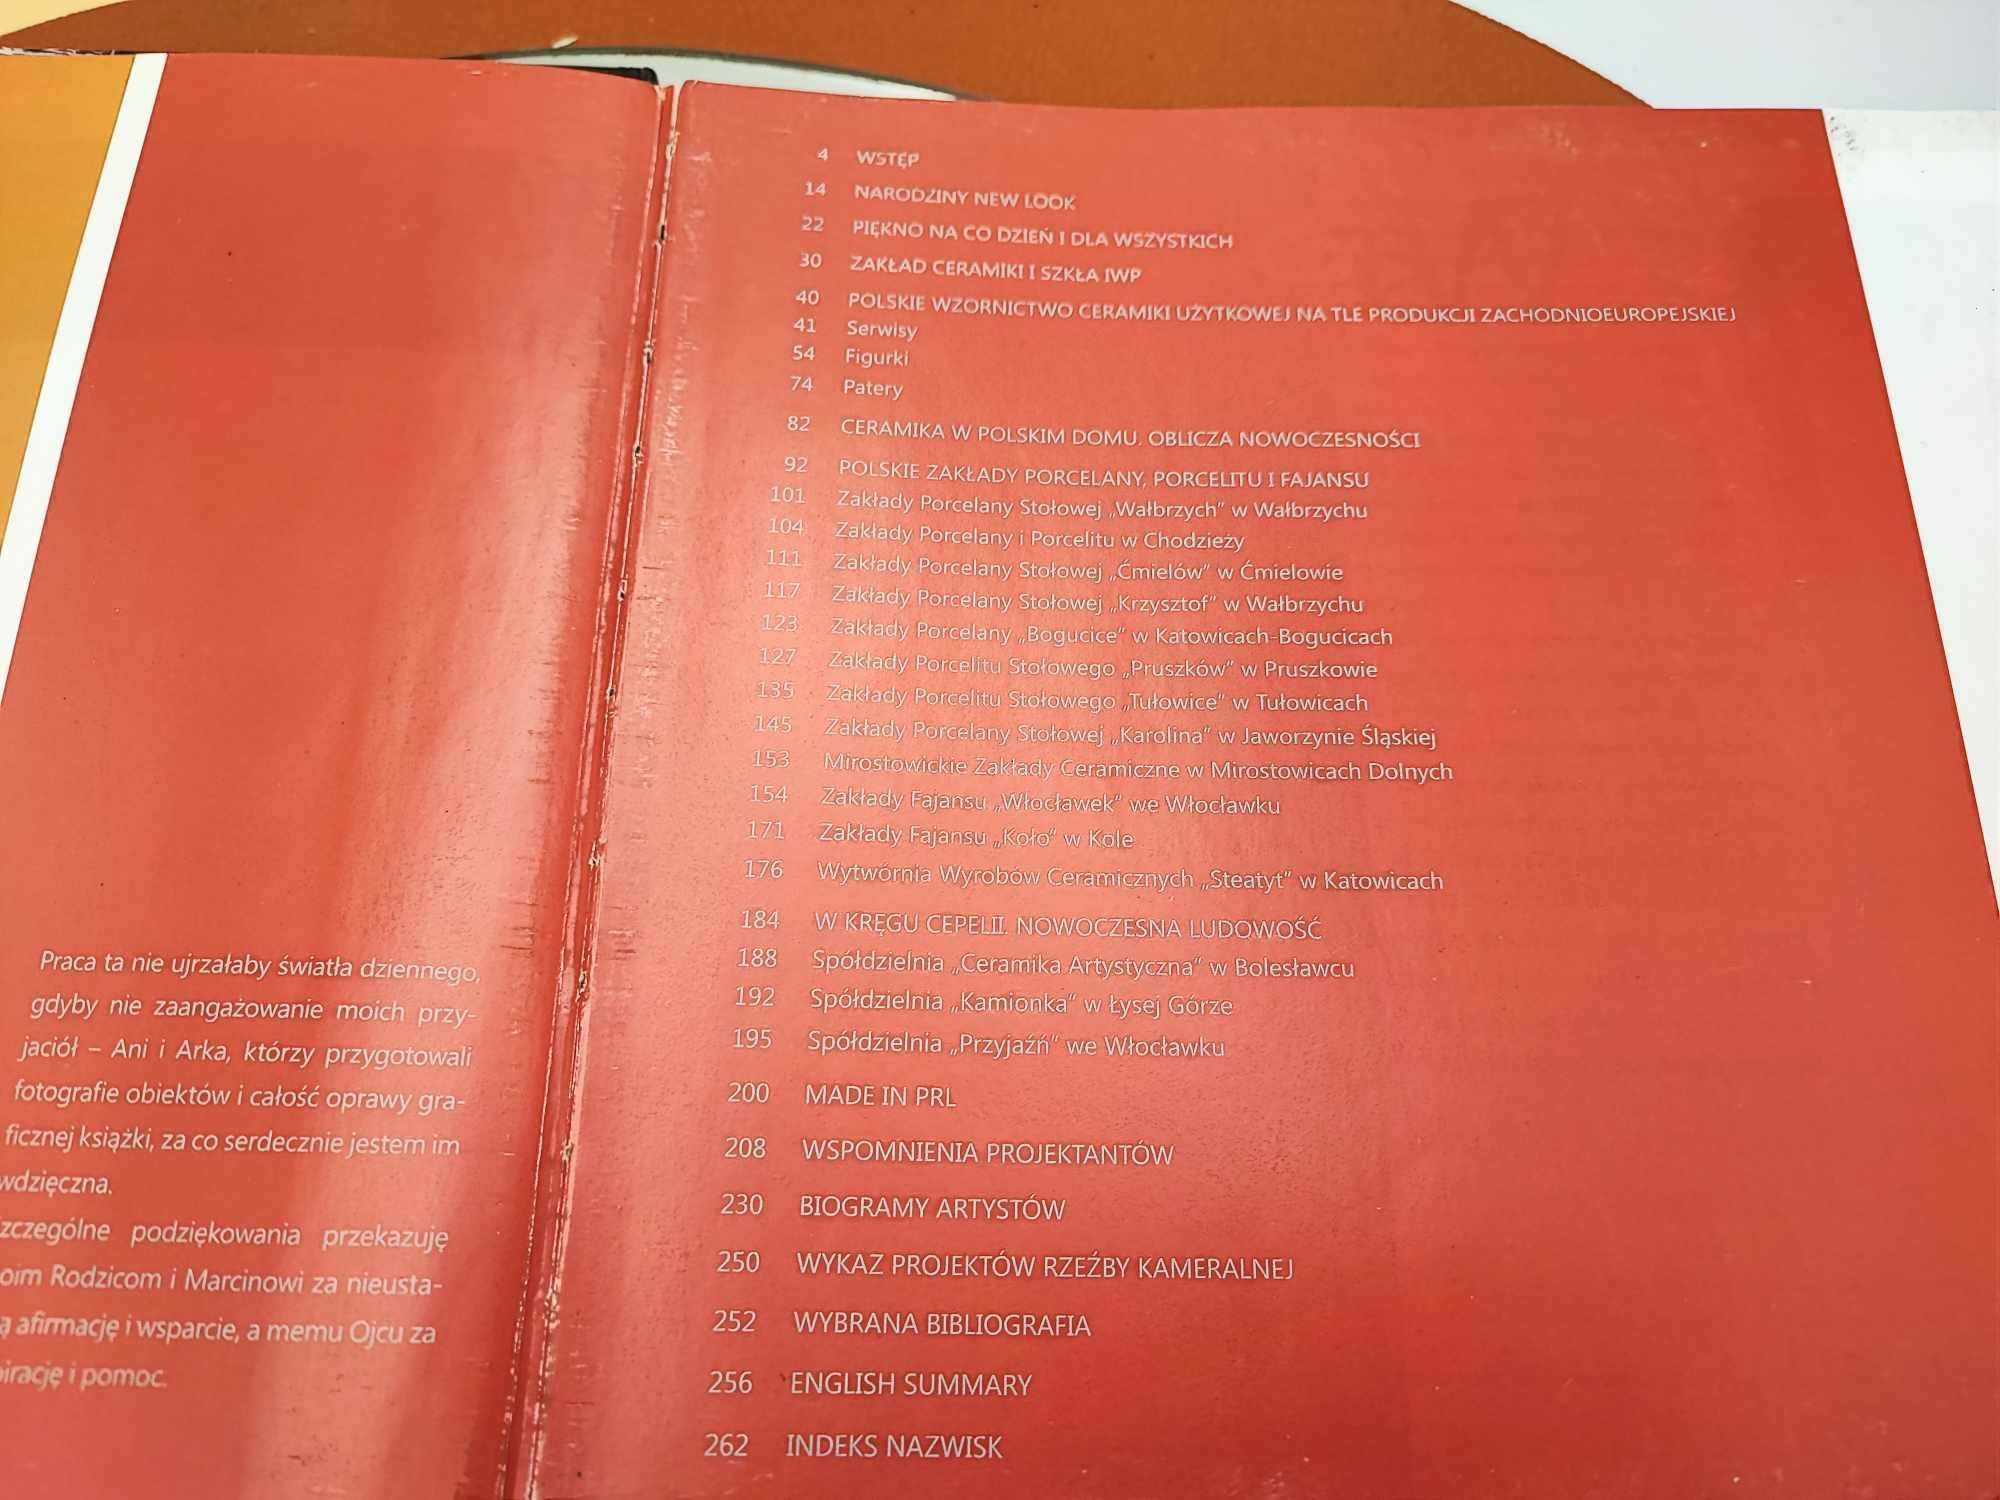 Praca ta nie ujrzałaby światła dziennego,
gdyby nie zaangażowanie moich przy-
jaciół – Ani i Arka, którzy przygotowali
fotografie obiektów i całość oprawy gra-
ficznej książki, za co serdecznie jestem im
wdzięczna.
zczególne podziękowania przekazuję
oim Rodzicom i Marcinowi za nieusta-
ą afirmację i wsparcie, a memu Ojcu za
irację i pomoc.
4 WSTĘP
14 NARODZINY NEW LOOK
22 PIĘKNO NA CO DZIEŃ I DLA WSZYSTKICH
30 ZAKŁAD CERAMIKI I SZKŁA IWP
40 POLSKIE WZORNICTWO CERAMIKI UŻYTKOWEJ NA TLE PRODUKCJI ZACHODNIOEUROPEJSKIEJ
41 Serwisy
54 Figurki
74 Patery
82 CERAMIKA W POLSKIM DOMU. OBLICZA NOWOCZESNOŚCI
92 POLSKIE ZAKŁADY PORCELANY, PORCELITU I FAJANSU
101 Zakłady Porcelany Stołowej „Wałbrzych” w Wałbrzychu
104 Zakłady Porcelany i Porcelitu w Chodzieży
111 Zakłady Porcelany Stołowej „Ćmielów” w Ćmielowie
117 Zakłady Porcelany Stołowej „Krzysztof” w Wałbrzychu
123 Zakłady Porcelany „Bogucice” w Katowicach-Bogucicach
127 Zakłady Porcelitu Stołowego „Pruszków” w Pruszkowie
135 Zakłady Porcelitu Stołowego „Tułowice” w Tułowicach
145 Zakłady Porcelany Stołowej „Karolina” w Jaworzynie Śląskiej
153 Mirostowickie Zakłady Ceramiczne w Mirostowicach Dolnych
154 Zakłady Fajansu „Włocławek” we Włocławku
171 Zakłady Fajansu „Koło” w Kole
176 Wytwórnia Wyrobów Ceramicznych „Steatyt” w Katowicach
184 W KRĘGU CEPELII. NOWOCZESNA LUDOWOŚĆ
188 Spółdzielnia „Ceramika Artystyczna” w Bolesławcu
192 Spółdzielnia „Kamionka” w Łysej Górze
195 Spółdzielnia „Przyjaźń” we Włocławku
200 MADE IN PRL
208 WSPOMNIENIA PROJEKTANTÓW
230 BIOGRAMY ARTYSTÓW
250 WYKAZ PROJEKTÓW RZEŹBY KAMERALNEJ
252 WYBRANA BIBLIOGRAFIA
256 ENGLISH SUMMARY
262 INDEKS NAZWISK